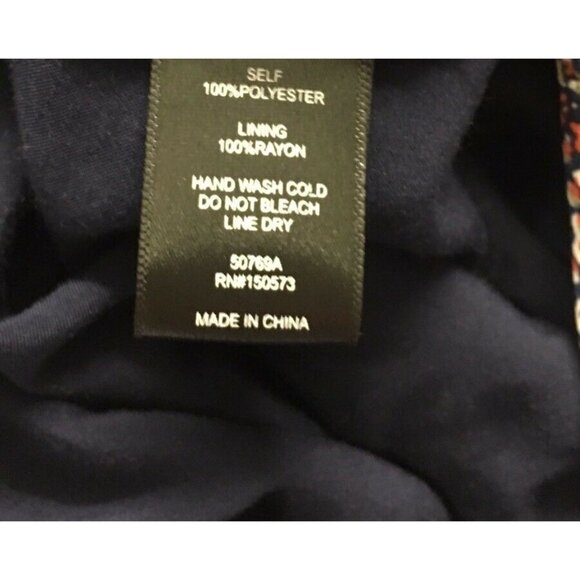 SELF
100%POLYESTER
LINING
100%RAYON
HAND WASH COLD
DO NOT BLEACH
LINE DRY
50769A
RN#150573
MADE IN CHINA